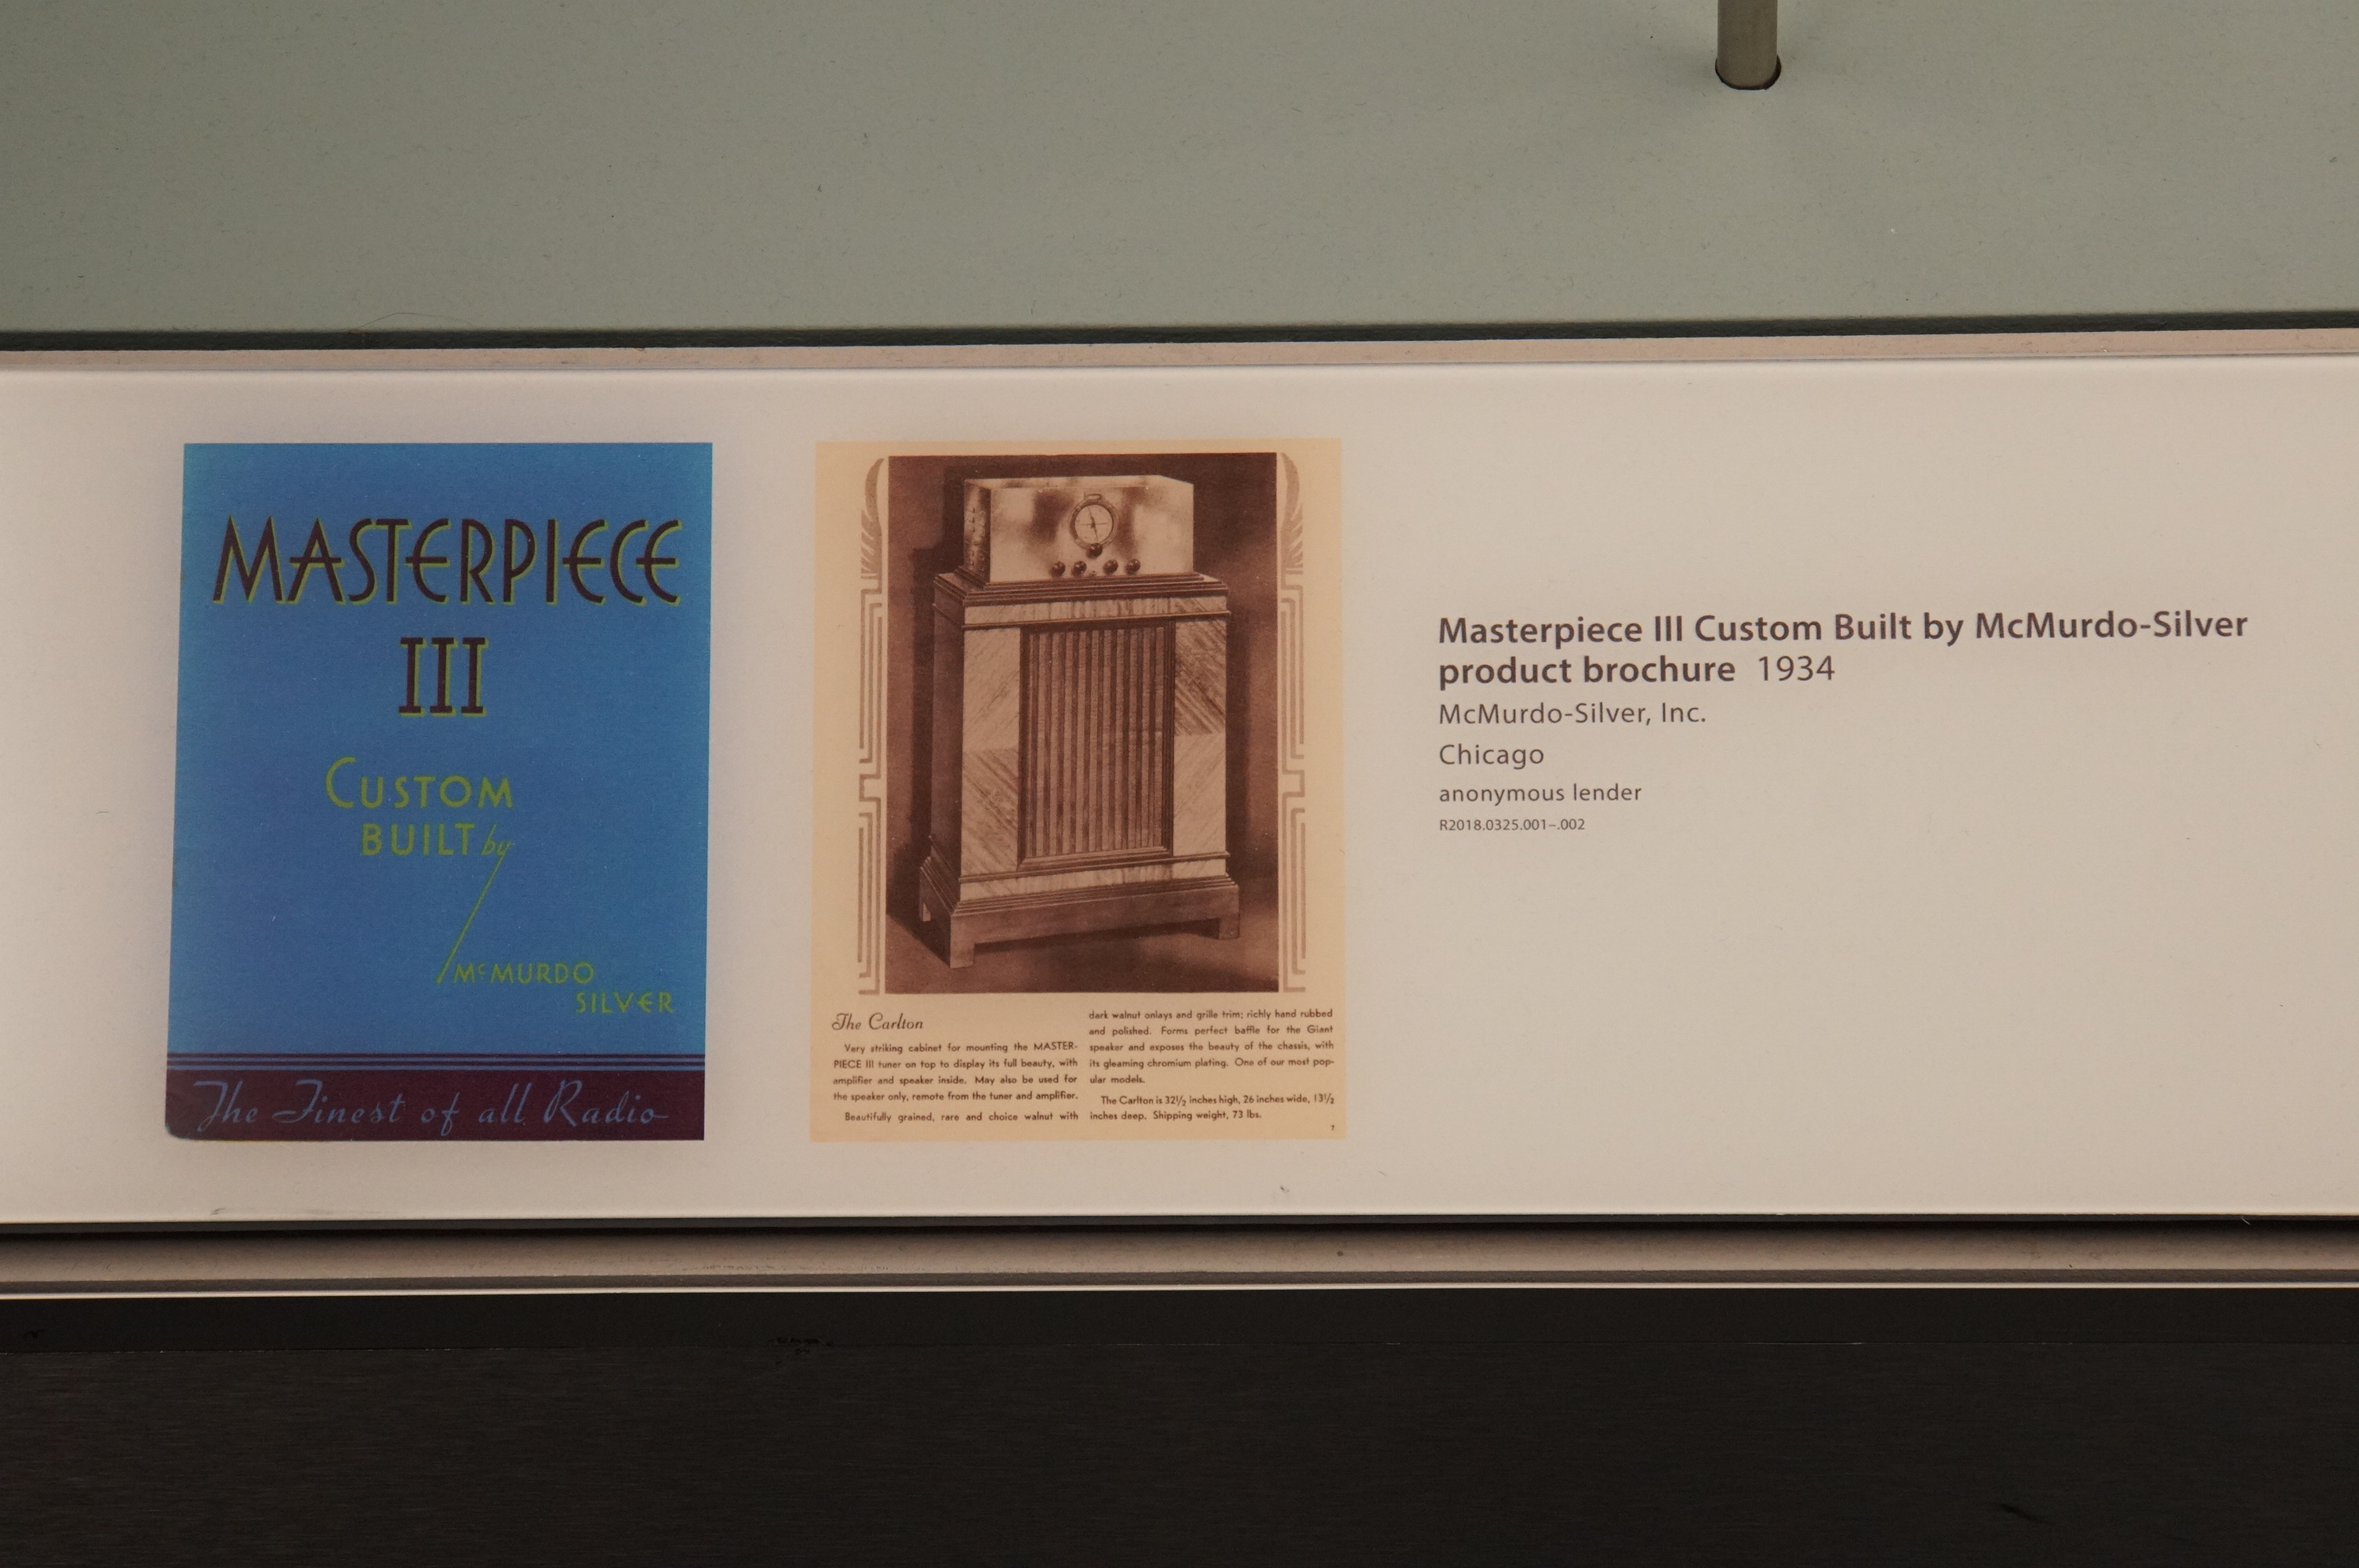 MASTERPIECE
III
CUSTOM
BUILT by
McMURDO
SILVER
The Finest of all Radio
The Carlton
Very striking cabinet for mounting the MASTER-
PIECE III tuner on top to display its full beauty, with
amplifier and speaker inside. May also be used for
the speaker only, remote from the tuner and amplifier.
Beautifully grained, rare and choice walnut with
dark walnut onlays and grille trim; richly hand rubbed
and polished. Forms perfect baffle for the Giant
speaker and exposes the beauty of the chassis, with
its gleaming chromium plating. One of our most pop-
ular models.
The Carlton is 32½ inches high, 26 inches wide, 13½
inches deep. Shipping weight, 73 lbs.
7
Masterpiece III Custom Built by McMurdo-Silver
product brochure 1934
McMurdo-Silver, Inc.
Chicago
anonymous lender
R2018.0325.001–.002